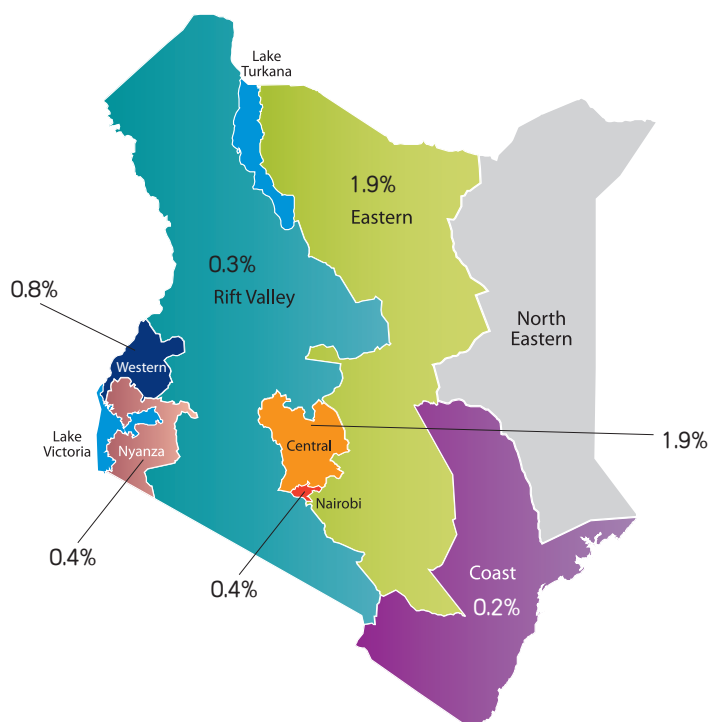 Lake
Turkana
1.9%
Eastern
0.3%
Rift Valley
0.8%
North
Eastern
Western
Lake
Victoria
Nyanza
Central
1.9%
Nairobi
0.4%
0.4%
Coast
0.2%